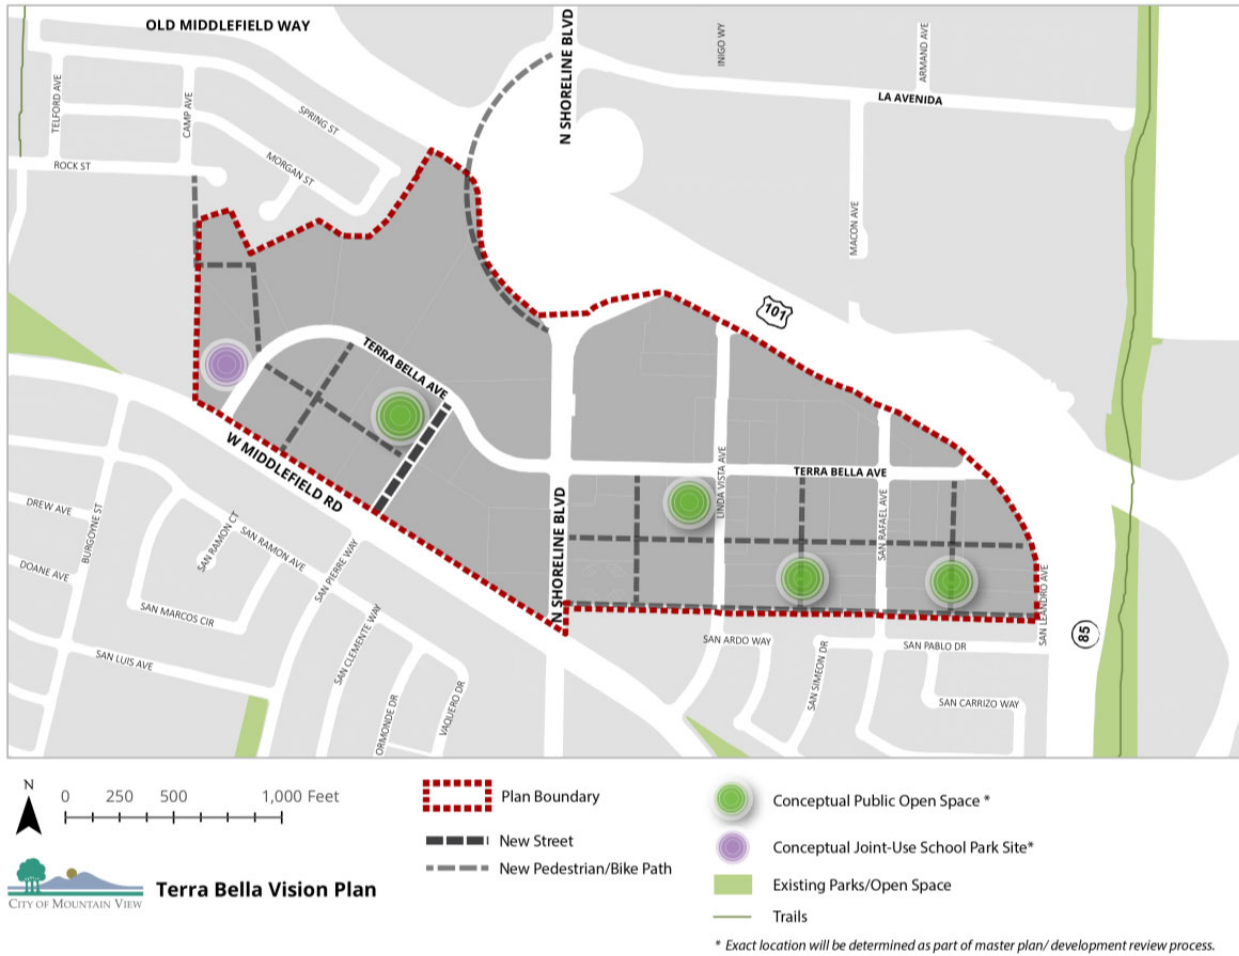 OLD MIDDLEFIELD WAY
N SHORELINE BLVD
INIGO WY
ARMAND AVE
LA AVENIDA
TELFORD AVE
CAMP AVE
SPRING ST
MORGAN ST
ROCK ST
MACON AVE
101
TERRA BELLA AVE
W MIDDLEFIELD RD
TERRA BELLA AVE
LINDA VISTA AVE
SAN RAFAEL AVE
N SHORELINE BLVD
DREW AVE
BURGOYNE ST
SAN RAMON CT
SAN RAMON AVE
DOANE AVE
SAN PIERRE WAY
SAN MARCOS CIR
SAN CLEMENTE WAY
SAN LUIS AVE
ORMONDE DR
VAQUERO DR
SAN ARDO WAY
SAN SIMEON DR
SAN PABLO DR
SAN LEANDRO AVE
85
SAN CARRIZO WAY
N
0 250 500 1,000 Feet
CITY OF MOUNTAIN VIEW
Terra Bella Vision Plan
Plan Boundary
New Street
New Pedestrian/Bike Path
Conceptual Public Open Space *
Conceptual Joint-Use School Park Site*
Existing Parks/Open Space
Trails
* Exact location will be determined as part of master plan/ development review process.